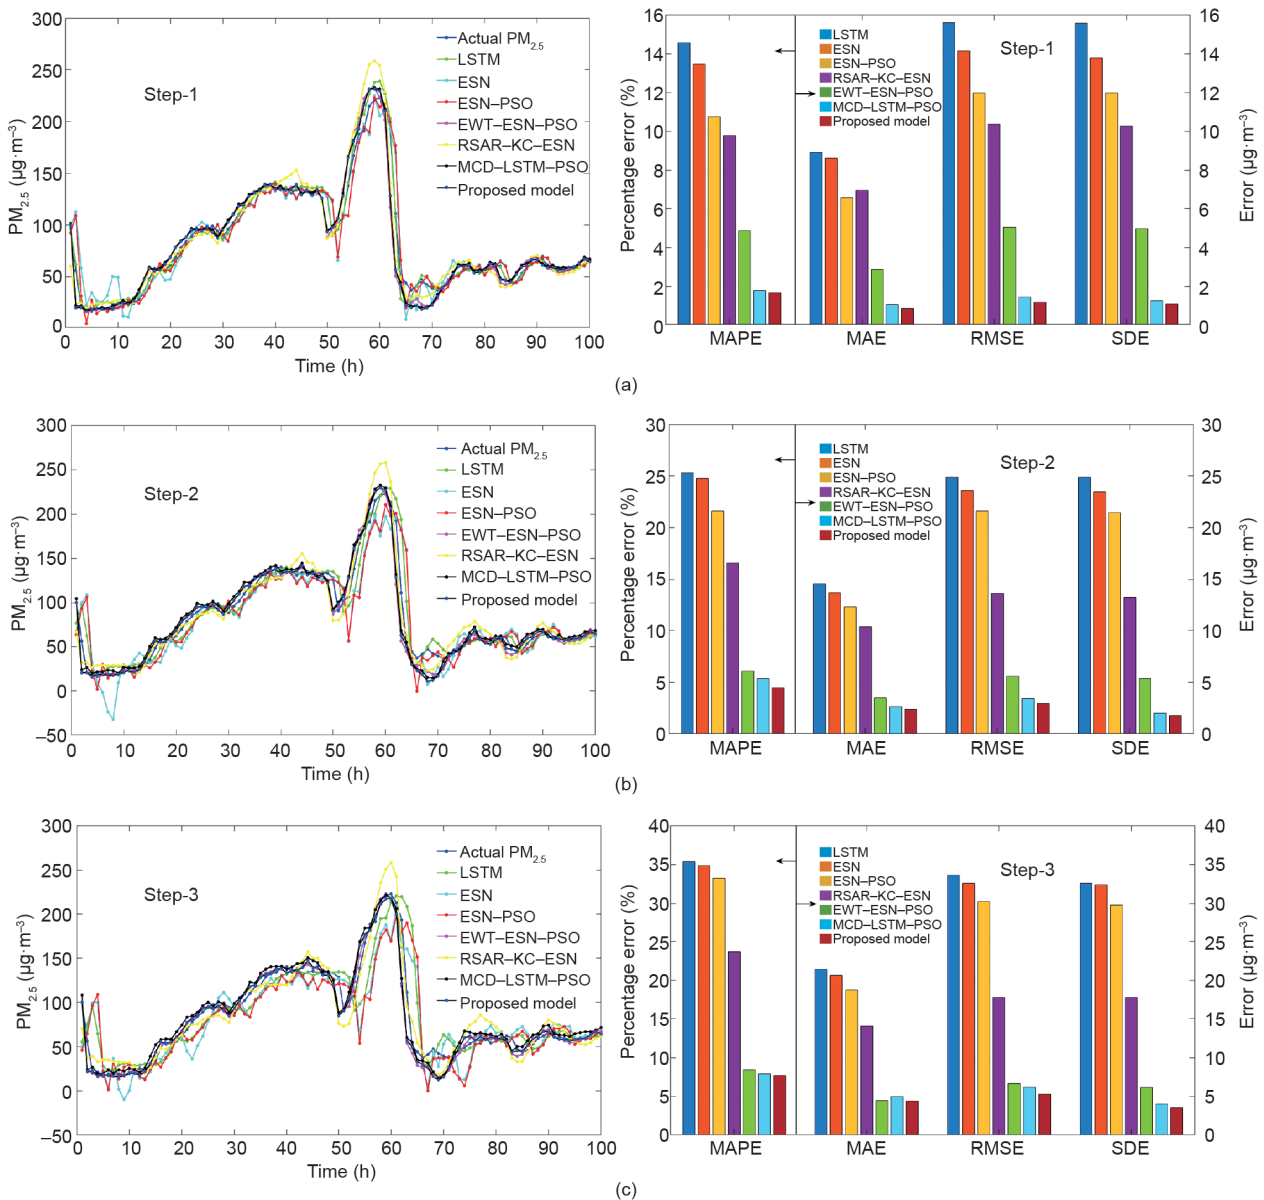 300
250
200
150
100
50
0
PM2.5 (µg·m–3)
Step-1
Actual PM2.5
LSTM
ESN
ESN–PSO
EWT–ESN–PSO
RSAR–KC–ESN
MCD–LSTM–PSO
Proposed model
0 10 20 30 40 50 60 70 80 90 100
Time (h)
16
14
12
10
8
6
4
2
0
Percentage error (%)
LSTM
ESN
ESN–PSO
RSAR–KC–ESN
EWT–ESN–PSO
MCD–LSTM–PSO
Proposed model
Step-1
16
14
12
10
8
6
4
2
0
Error (µg·m–3)
MAPE MAE RMSE SDE
(a)
300
250
200
150
100
50
0
–50
PM2.5 (µg·m–3)
Step-2
Actual PM2.5
LSTM
ESN
ESN–PSO
EWT–ESN–PSO
RSAR–KC–ESN
MCD–LSTM–PSO
Proposed model
0 10 20 30 40 50 60 70 80 90 100
Time (h)
30
25
20
15
10
5
0
Percentage error (%)
LSTM
ESN
ESN–PSO
RSAR–KC–ESN
EWT–ESN–PSO
MCD–LSTM–PSO
Proposed model
Step-2
30
25
20
15
10
5
0
Error (µg·m–3)
MAPE MAE RMSE SDE
(b)
300
250
200
150
100
50
0
–50
PM2.5 (µg·m–3)
Step-3
Actual PM2.5
LSTM
ESN
ESN–PSO
EWT–ESN–PSO
RSAR–KC–ESN
MCD–LSTM–PSO
Proposed model
0 10 20 30 40 50 60 70 80 90 100
Time (h)
40
35
30
25
20
15
10
5
0
Percentage error (%)
LSTM
ESN
ESN–PSO
RSAR–KC–ESN
EWT–ESN–PSO
MCD–LSTM–PSO
Proposed model
Step-3
40
35
30
25
20
15
10
5
0
Error (µg·m–3)
MAPE MAE RMSE SDE
(c)